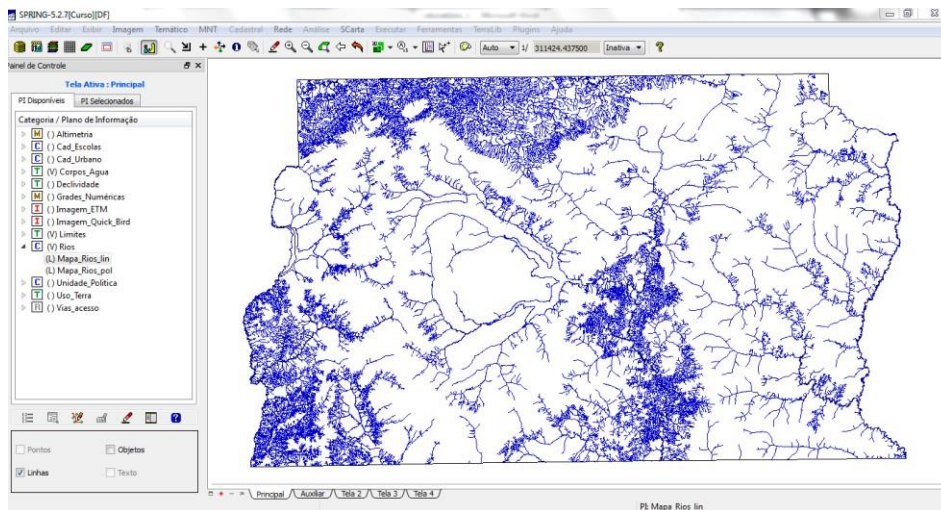 SPRING-5.2.7[Curso][DF]
Arquivo Editar Exibir Imagem Temático MNT Cadastral Rede Análise SCarta Executar Ferramentas TerraLib Plugins Ajuda
Auto 1/ 311424.437500 Inativa
Painel de Controle
Tela Ativa : Principal
PI Disponíveis PI Selecionados
Categoria / Plano de Informação
M () Altimetria
C () Cad_Escolas
C () Cad_Urbano
T (V) Corpos_Agua
T () Declividade
M () Grades_Numéricas
I () Imagem_ETM
I () Imagem_Quick_Bird
T (V) Limites
C (V) Rios
(L) Mapa_Rios_lin
(L) Mapa_Rios_pol
C () Unidade_Politica
T () Uso_Terra
() Vias_acesso
Pontos Objetos
Linhas Texto
Principal Auxiliar Tela 2 Tela 3 Tela 4
PI: Mapa_Rios_lin